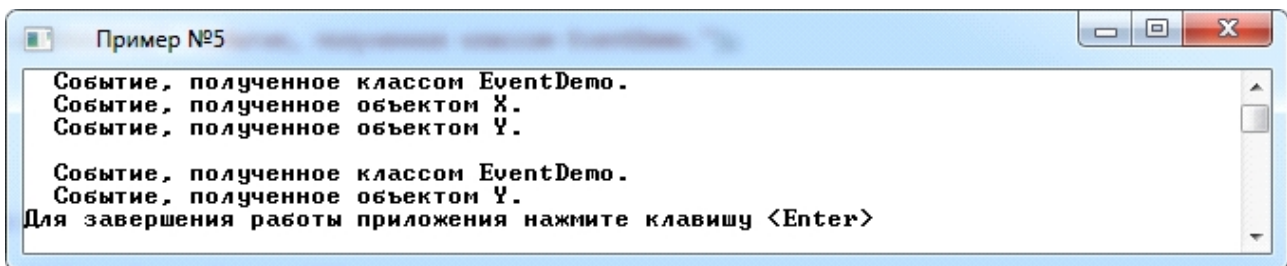 Пример №5
Событие, полученное классом EventDemo.
Событие, полученное объектом X.
Событие, полученное объектом Y.
Событие, полученное классом EventDemo.
Событие, полученное объектом Y.
Для завершения работы приложения нажмите клавишу <Enter>